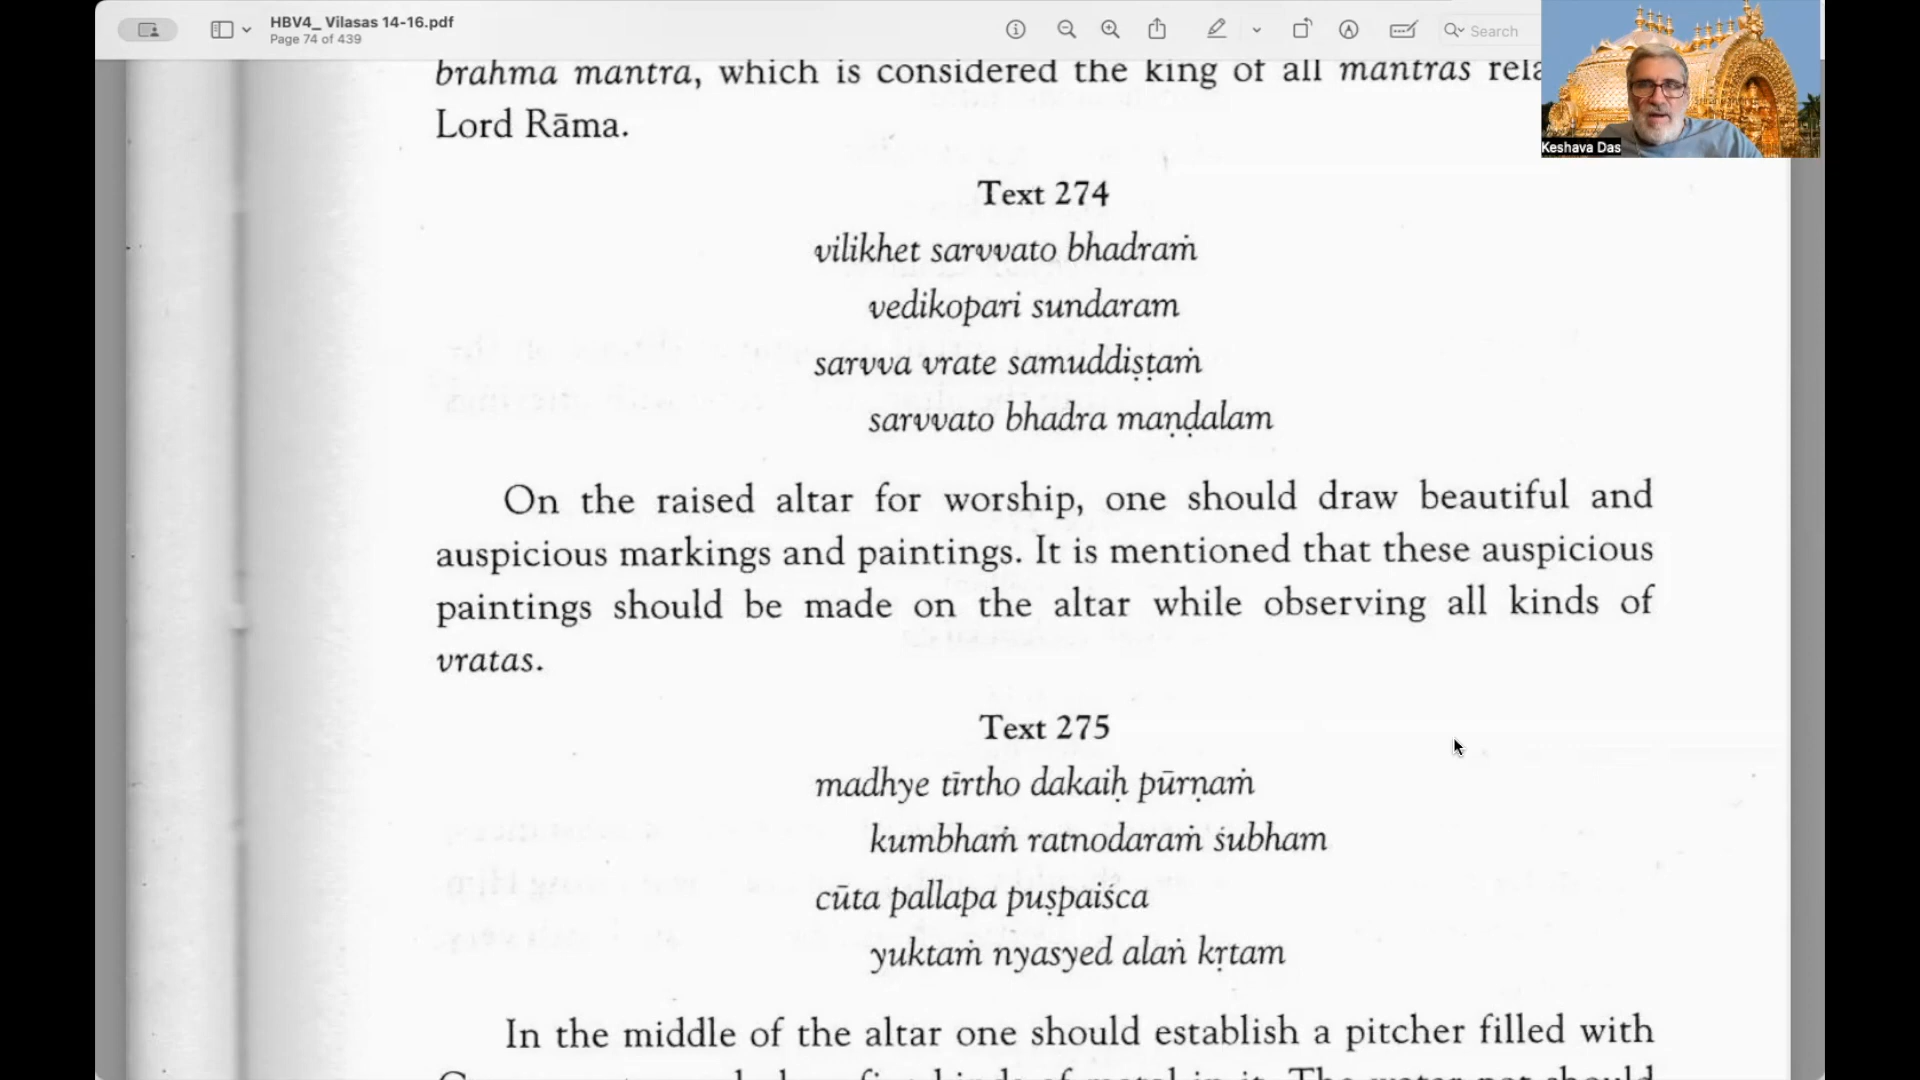 HBV4_ Vilasas 14-16.pdf
Page 74 of 439
Search
Keshava Das
brahma mantra, which is considered the king of all mantras
Lord Rāma.
Text 274
vilikhet sarvvato bhadraṁ
vedikopari sundaram
sarvva vrate samuddiṣṭaṁ
sarvvato bhadra maṇḍalam
On the raised altar for worship, one should draw beautiful and
auspicious markings and paintings. It is mentioned that these auspicious
paintings should be made on the altar while observing all kinds of
vratas.
Text 275
madhye tīrtho dakaiḥ pūrṇaṁ
kumbhaṁ ratnodaraṁ śubham
cūta pallapa puṣpaiśca
yuktaṁ nyasyed alaṅ kṛtam
In the middle of the altar one should establish a pitcher filled with